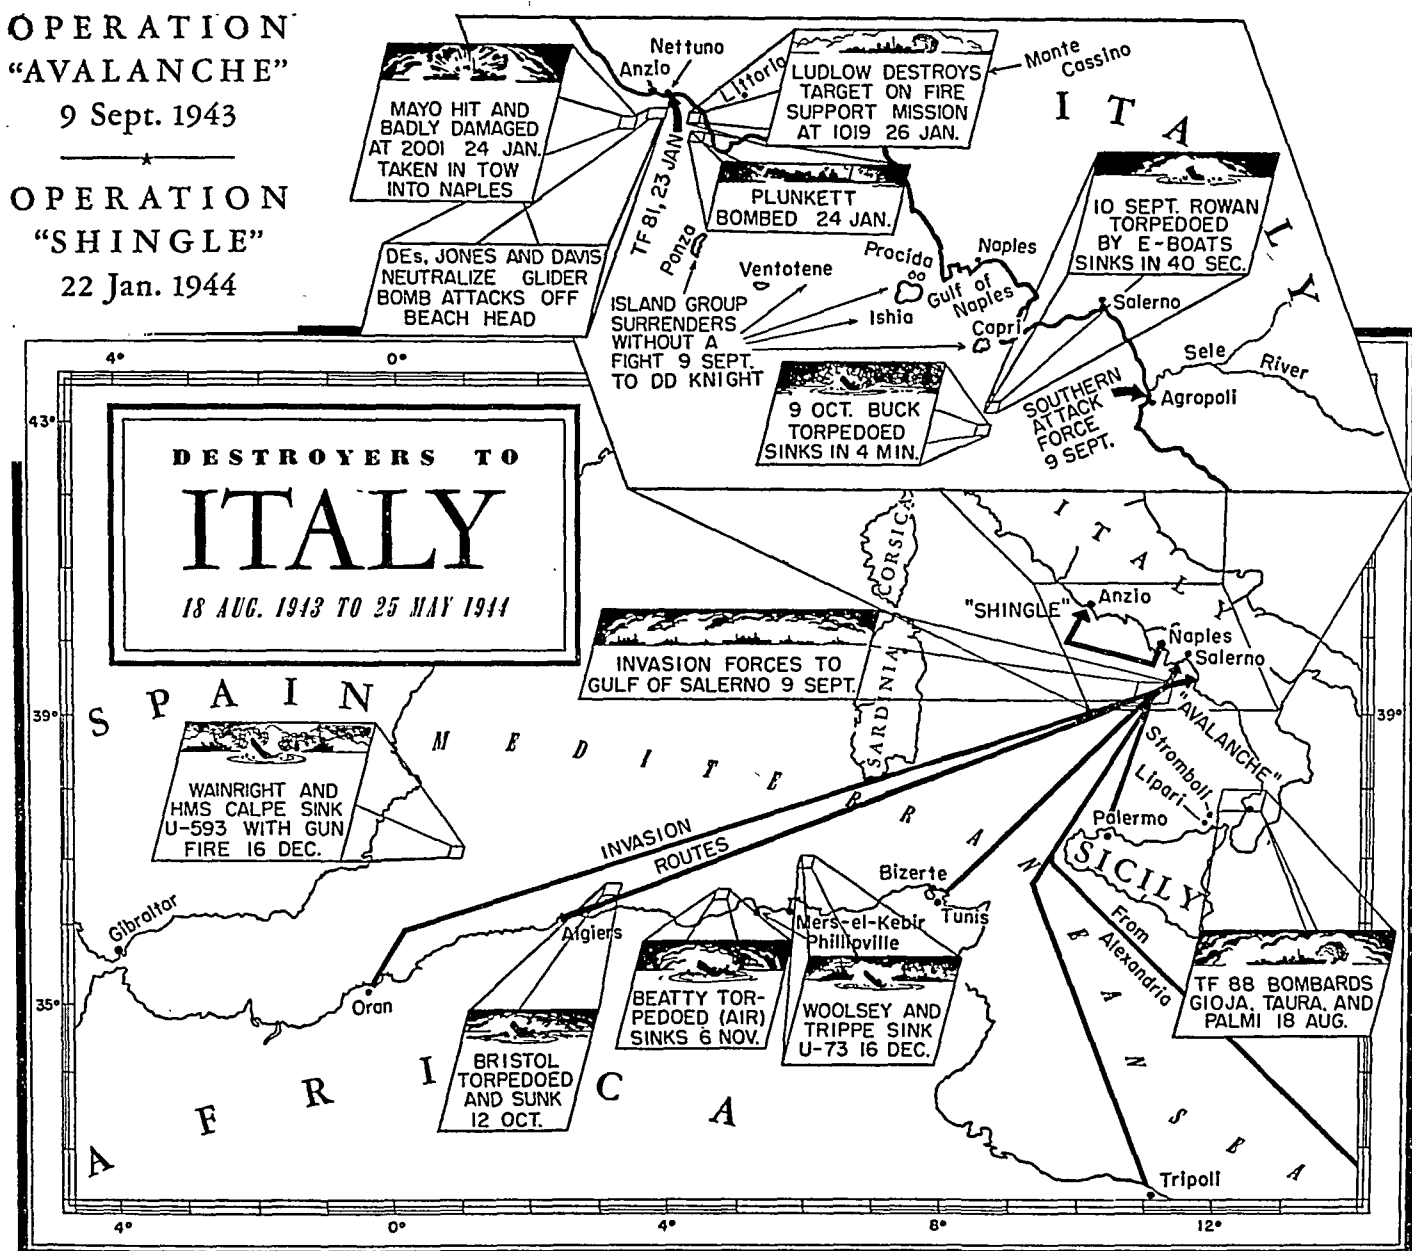 OPERATION
“AVALANCHE”
9 Sept. 1943
OPERATION
“SHINGLE”
22 Jan. 1944
MAYO HIT AND
BADLY DAMAGED
AT 2001 24 JAN.
TAKEN IN TOW
INTO NAPLES
Nettuno
Anzio
Littoria
LUDLOW DESTROYS
TARGET ON FIRE
SUPPORT MISSION
AT 1019 26 JAN.
Monte
Cassino
ITALY
TF 81, 23 JAN
PLUNKETT
BOMBED 24 JAN.
10 SEPT. ROWAN
TORPEDOED
BY E-BOATS
SINKS IN 40 SEC.
DEs, JONES AND DAVIS
NEUTRALIZE GLIDER
BOMB ATTACKS OFF
BEACH HEAD
Ponza
Ventotene
Procida
Naples
Gulf of
Naples
Ishia
Capri
Salerno
ISLAND GROUP
SURRENDERS
WITHOUT A
FIGHT 9 SEPT.
TO DD KNIGHT
Sele
River
9 OCT. BUCK
TORPEDOED
SINKS IN 4 MIN.
SOUTHERN
ATTACK
FORCE
9 SEPT.
Agropoli
4°
0°
43°
DESTROYERS TO
ITALY
18 AUG. 1943 TO 25 MAY 1944
CORSICA
ITALY
"SHINGLE"
Anzio
Naples
Salerno
INVASION FORCES TO
GULF OF SALERNO 9 SEPT.
SARDINIA
SPAIN
39°
39°
"AVALANCHE"
MEDITERRANEAN SEA
WAINRIGHT AND
HMS CALPE SINK
U-593 WITH GUN
FIRE 16 DEC.
Stromboli
Lipari
Palermo
SICILY
INVASION
ROUTES
Bizerte
Tunis
Gibraltar
Algiers
Mers-el-Kebir
Phillipville
From
Alexandria
Oran
35°
BEATTY TOR-
PEDOED (AIR)
SINKS 6 NOV.
WOOLSEY AND
TRIPPE SINK
U-73 16 DEC.
TF 88 BOMBARDS
GIOJA, TAURA, AND
PALMI 18 AUG.
BRISTOL
TORPEDOED
AND SUNK
12 OCT.
AFRICA
Tripoli
4°
0°
4°
8°
12°